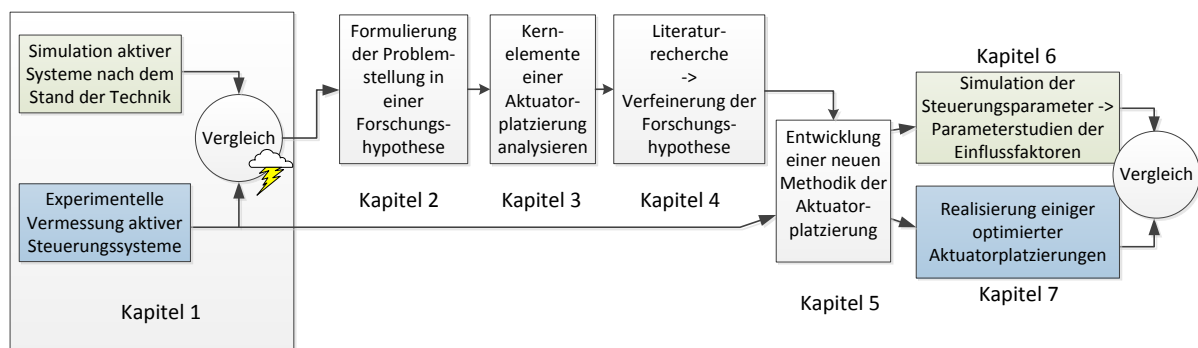 Simulation aktiver
Systeme nach dem
Stand der Technik
Vergleich
Experimentelle
Vermessung aktiver
Steuerungssysteme
Kapitel 1
Formulierung
der Problem-
stellung in
einer
Forschungs-
hypothese
Kapitel 2
Kern-
elemente
einer
Aktuator-
platzierung
analysieren
Kapitel 3
Literatur-
recherche
->
Verfeinerung der
Forschungs-
hypothese
Kapitel 4
Entwicklung
einer neuen
Methodik der
Aktuator-
platzierung
Kapitel 5
Kapitel 6
Simulation der
Steuerungsparameter ->
Parameterstudien der
Einflussfaktoren
Vergleich
Realisierung einiger
optimierter
Aktuatorplatzierungen
Kapitel 7